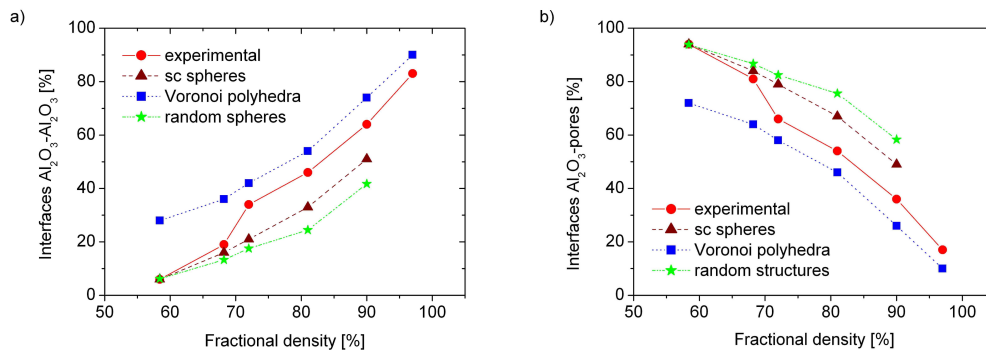 a)
Interfaces Al₂O₃-Al₂O₃ [%]
100
80
60
40
20
0
experimental
sc spheres
Voronoi polyhedra
random spheres
50 60 70 80 90 100
Fractional density [%]
b)
Interfaces Al₂O₃-pores [%]
100
80
60
40
20
0
experimental
sc spheres
Voronoi polyhedra
random structures
50 60 70 80 90 100
Fractional density [%]